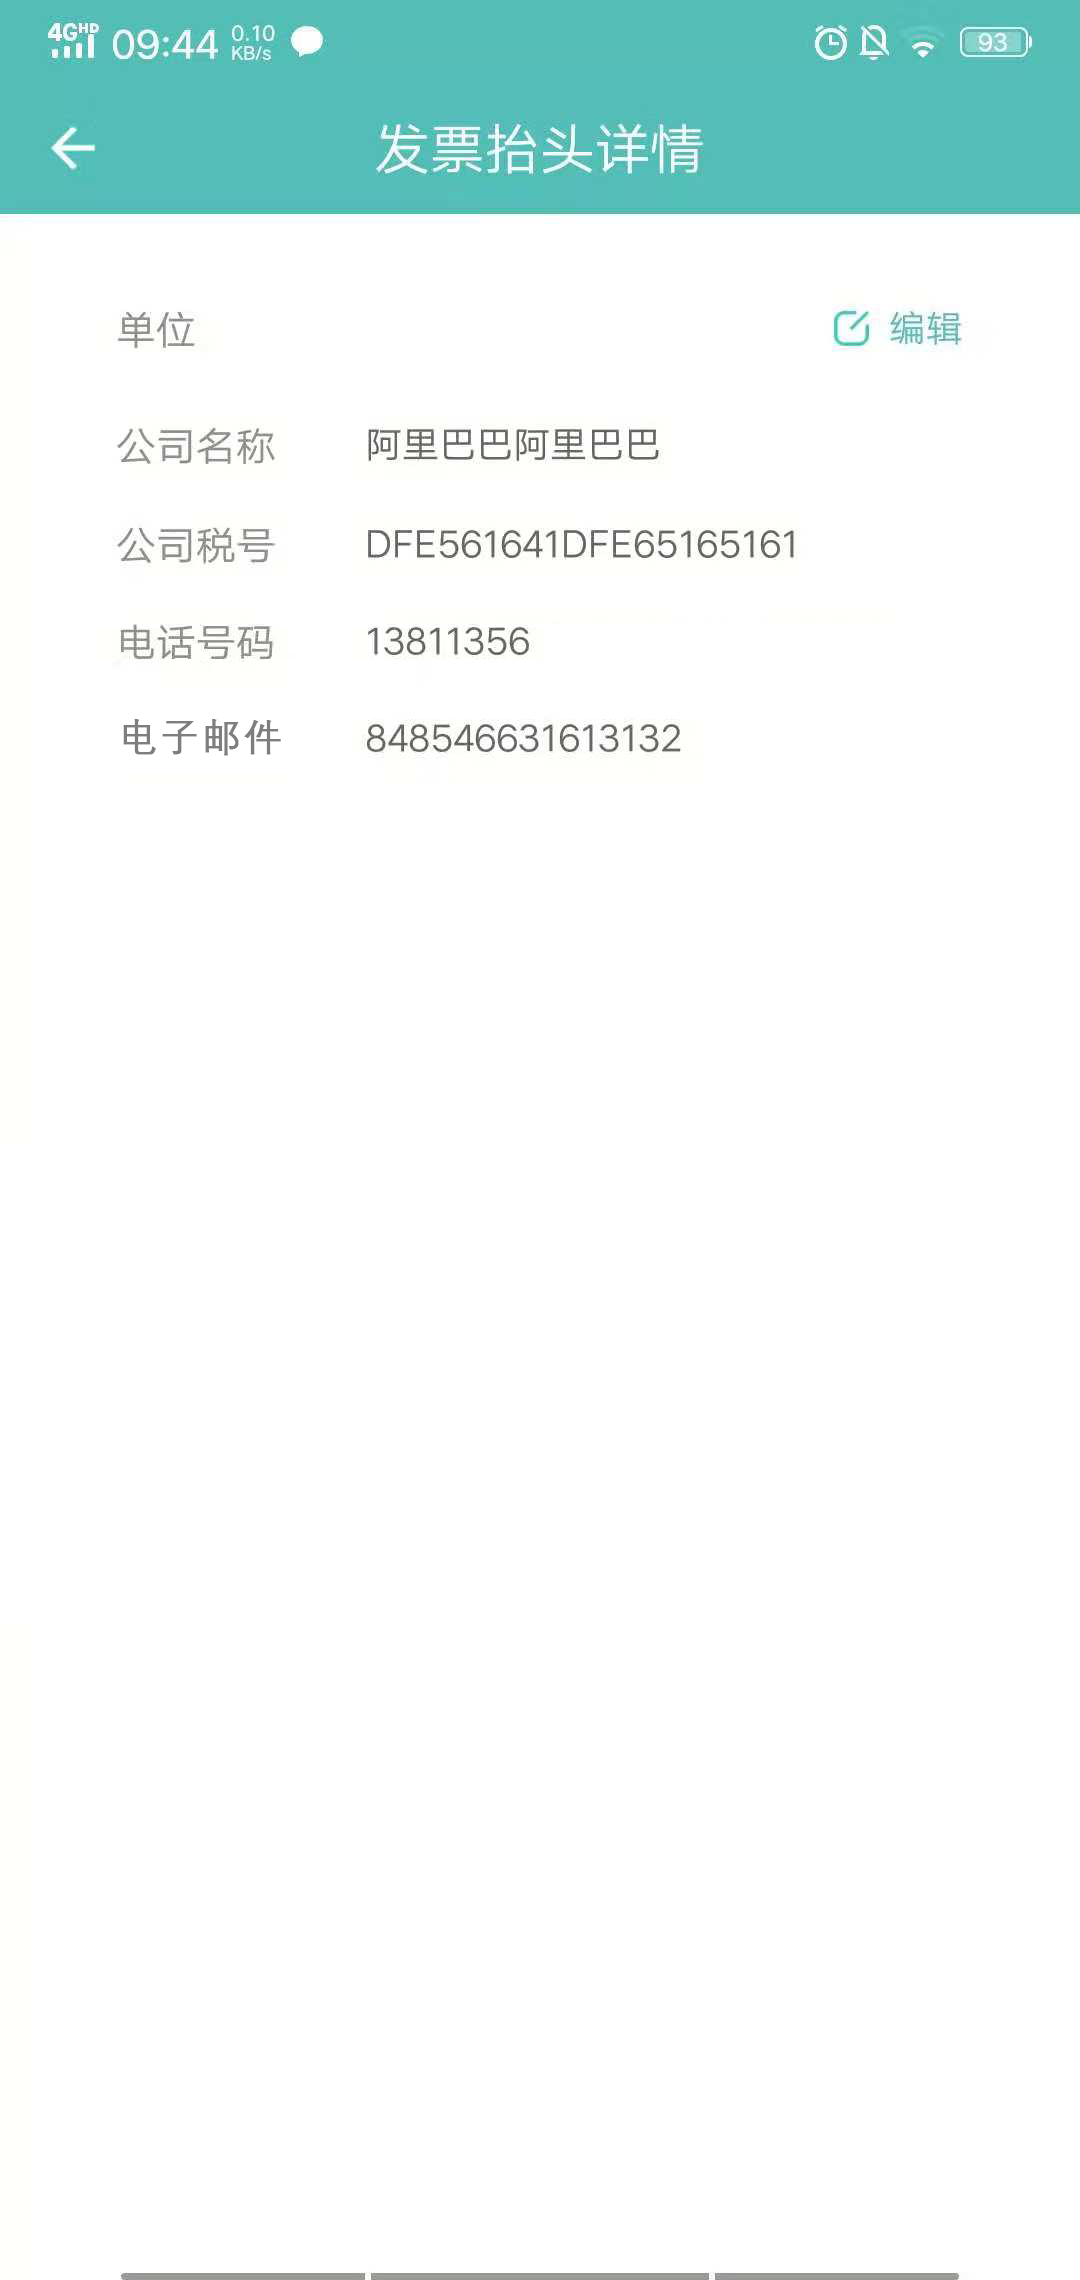 4G HD 09:44 0.10 KB/s 93
发票抬头详情
单位 编辑
公司名称 阿里巴巴阿里巴巴
公司税号 DFE561641DFE65165161
电话号码 13811356
电子邮件 848546631613132